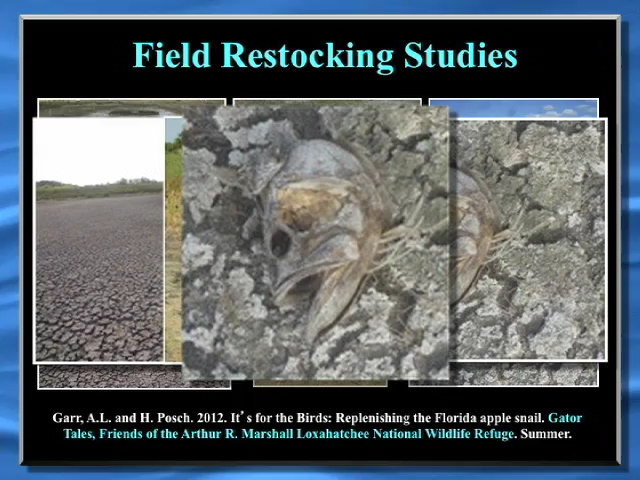 Field Restocking Studies
Garr, A.L. and H. Posch. 2012. It’s for the Birds: Replenishing the Florida apple snail. Gator
Tales, Friends of the Arthur R. Marshall Loxahatchee National Wildlife Refuge. Summer.